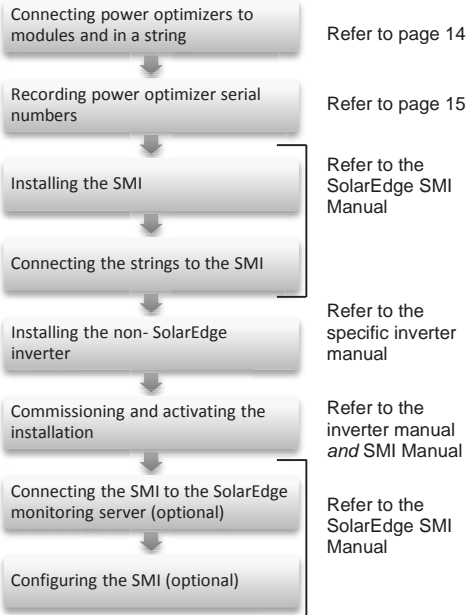 Connecting power optimizers to
modules and in a string
Refer to page 14
Recording power optimizer serial
numbers
Refer to page 15
Installing the SMI
Refer to the
SolarEdge SMI
Manual
Connecting the strings to the SMI
Installing the non- SolarEdge
inverter
Refer to the
specific inverter
manual
Commissioning and activating the
installation
Refer to the
inverter manual
and SMI Manual
Connecting the SMI to the SolarEdge
monitoring server (optional)
Refer to the
SolarEdge SMI
Manual
Configuring the SMI (optional)